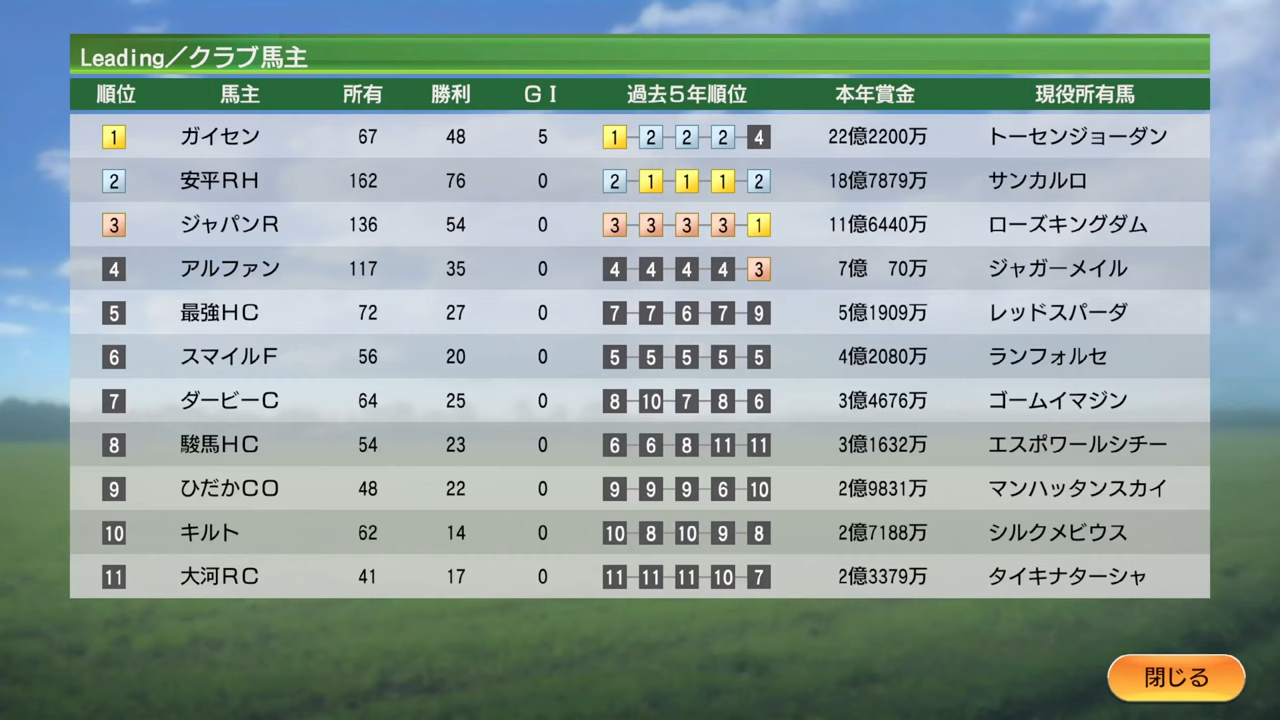 Leading／クラブ馬主
順位 馬主 所有 勝利 ＧⅠ 過去５年順位 本年賞金 現役所有馬
1 ガイセン 67 48 5 1-2-2-2-4 22億2200万 トーセンジョーダン
2 安平ＲＨ 162 76 0 2-1-1-1-2 18億7879万 サンカルロ
3 ジャパンＲ 136 54 0 3-3-3-3-1 11億6440万 ローズキングダム
4 アルファン 117 35 0 4-4-4-4-3 7億　70万 ジャガーメイル
5 最強ＨＣ 72 27 0 7-7-6-7-9 5億1909万 レッドスパーダ
6 スマイルＦ 56 20 0 5-5-5-5-5 4億2080万 ランフォルセ
7 ダービーＣ 64 25 0 8-10-7-8-6 3億4676万 ゴームイマジン
8 駿馬ＨＣ 54 23 0 6-6-8-11-11 3億1632万 エスポワールシチー
9 ひだかＣＯ 48 22 0 9-9-9-6-10 2億9831万 マンハッタンスカイ
10 キルト 62 14 0 10-8-10-9-8 2億7188万 シルクメビウス
11 大河ＲＣ 41 17 0 11-11-11-10-7 2億3379万 タイキナターシャ
閉じる